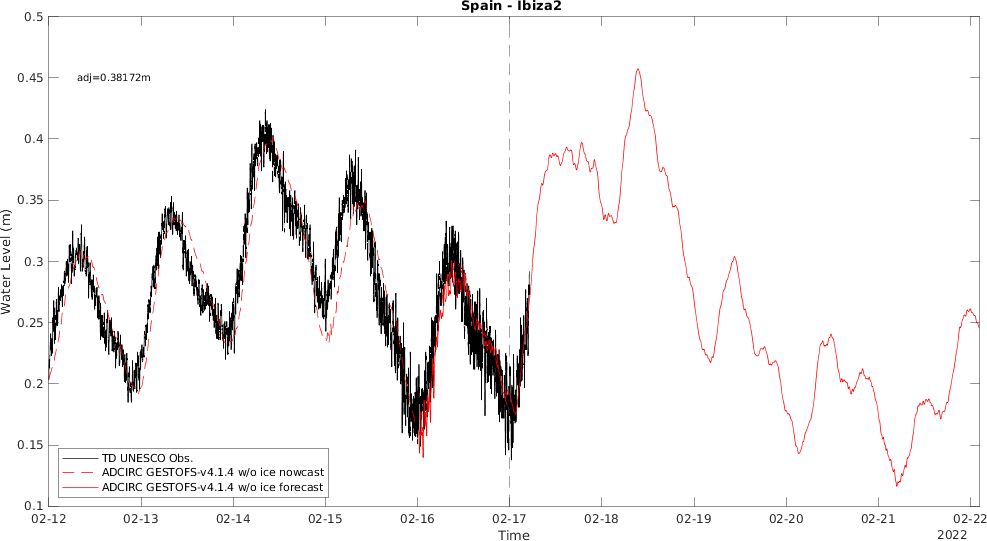 Spain - Ibiza2
0.5
0.45
0.4
0.35
0.3
0.25
0.2
0.15
0.1
Water Level (m)
adj=0.38172m
TD UNESCO Obs.
ADCIRC GESTOFS-v4.1.4 w/o ice nowcast
ADCIRC GESTOFS-v4.1.4 w/o ice forecast
02-12 02-13 02-14 02-15 02-16 02-17 02-18 02-19 02-20 02-21 02-22
Time
2022